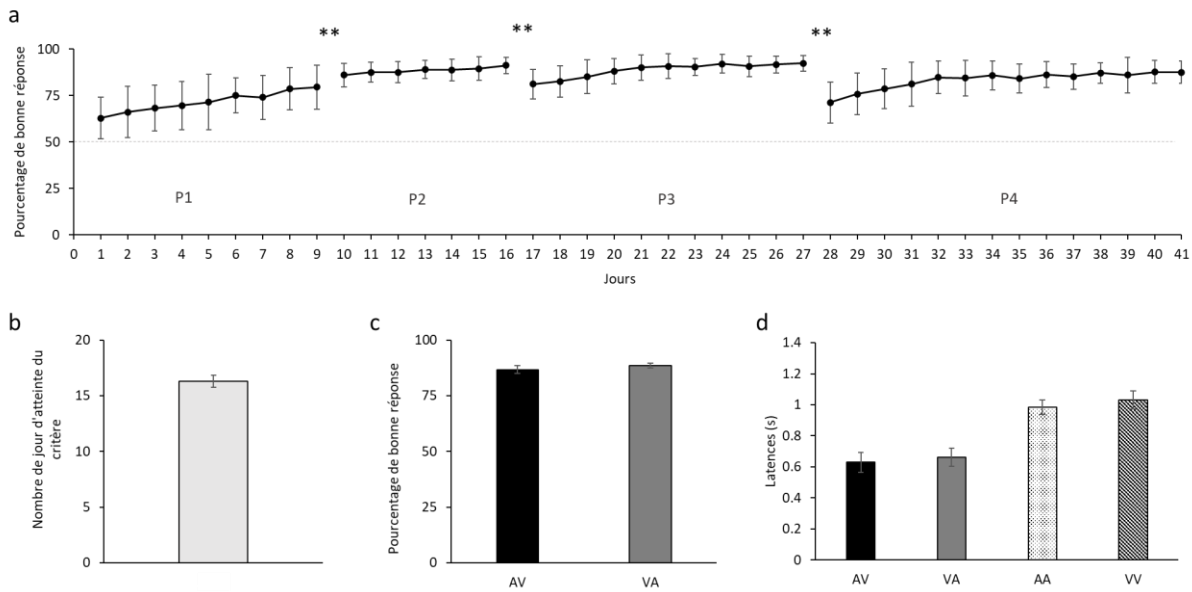 a
** ** **
Pourcentage de bonne réponse
100
75
50
25
0
P1 P2 P3 P4
0 1 2 3 4 5 6 7 8 9 10 11 12 13 14 15 16 17 18 19 20 21 22 23 24 25 26 27 28 29 30 31 32 33 34 35 36 37 38 39 40 41
Jours
b
Nombre de jour d'atteinte du
critère
20
15
10
5
0
c
Pourcentage de bonne réponse
100
75
50
25
0
AV VA
d
Latences (s)
1.4
1.2
1
0.8
0.6
0.4
0.2
0
AV VA AA VV